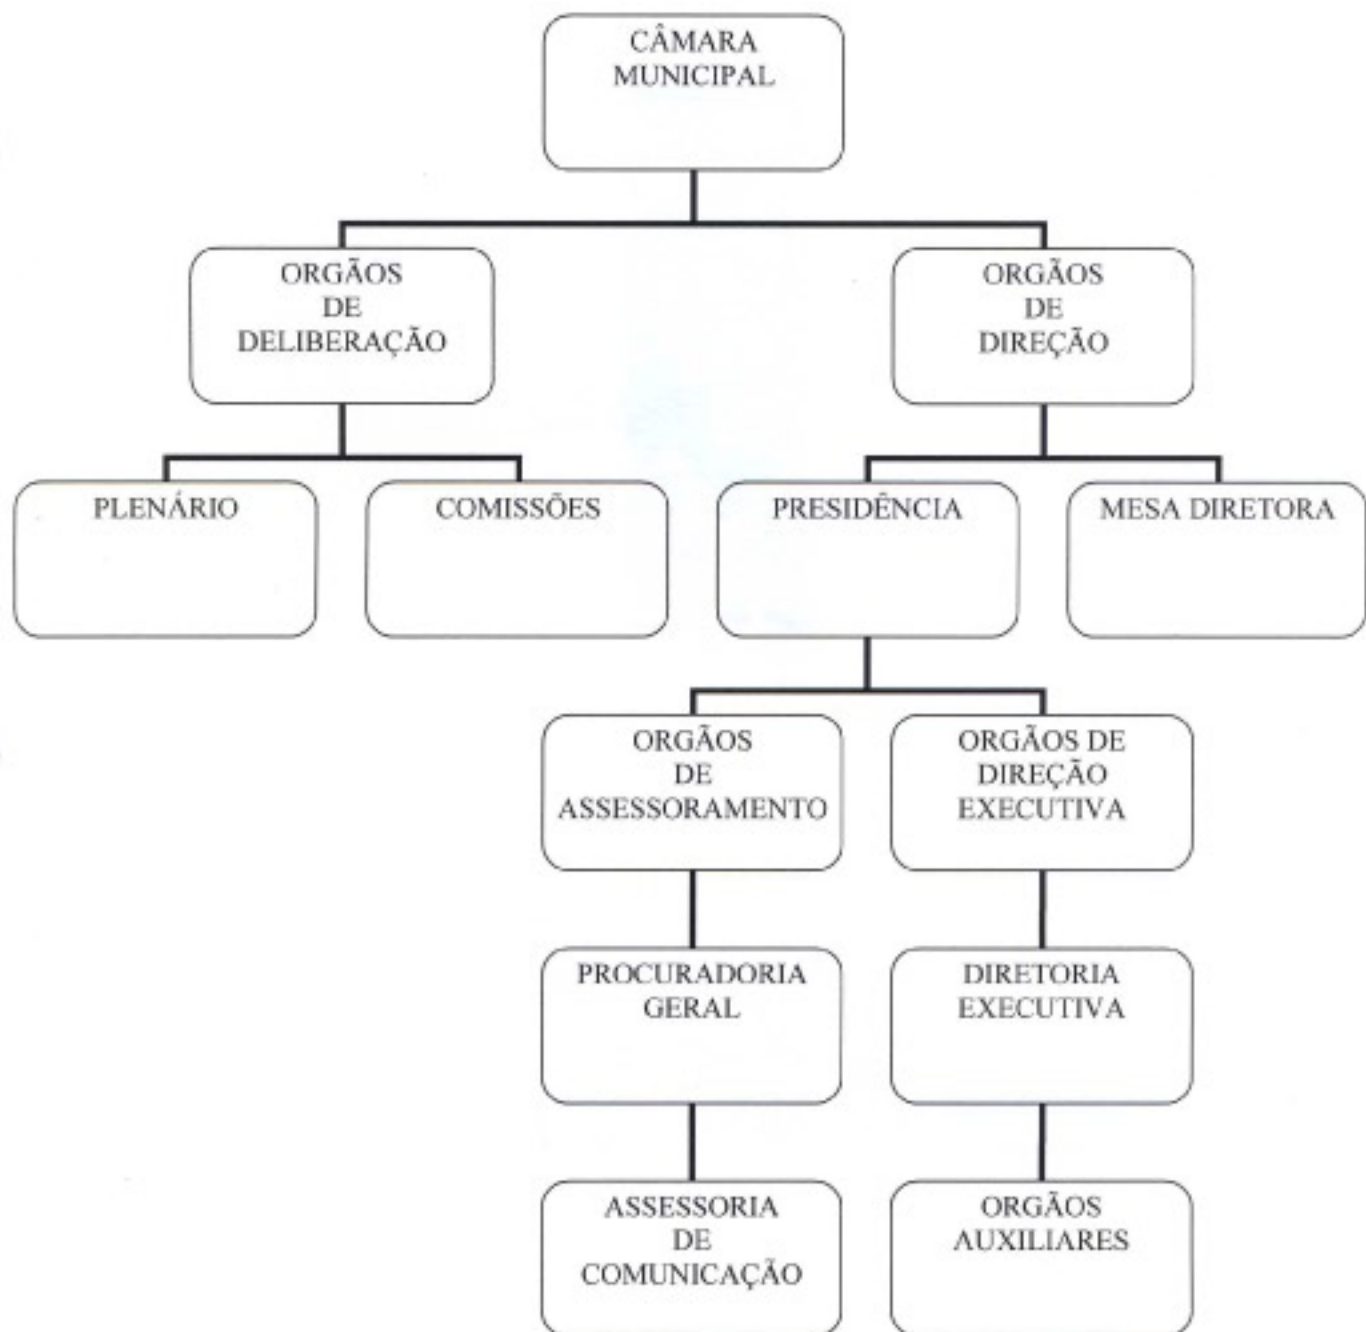 CÂMARA
MUNICIPAL
ORGÃOS
DE
DELIBERAÇÃO
ORGÃOS
DE
DIREÇÃO
PLENÁRIO
COMISSÕES
PRESIDÊNCIA
MESA DIRETORA
ORGÃOS
DE
ASSESSORAMENTO
ORGÃOS DE
DIREÇÃO
EXECUTIVA
PROCURADORIA
GERAL
DIRETORIA
EXECUTIVA
ASSESSORIA
DE
COMUNICAÇÃO
ORGÃOS
AUXILIARES